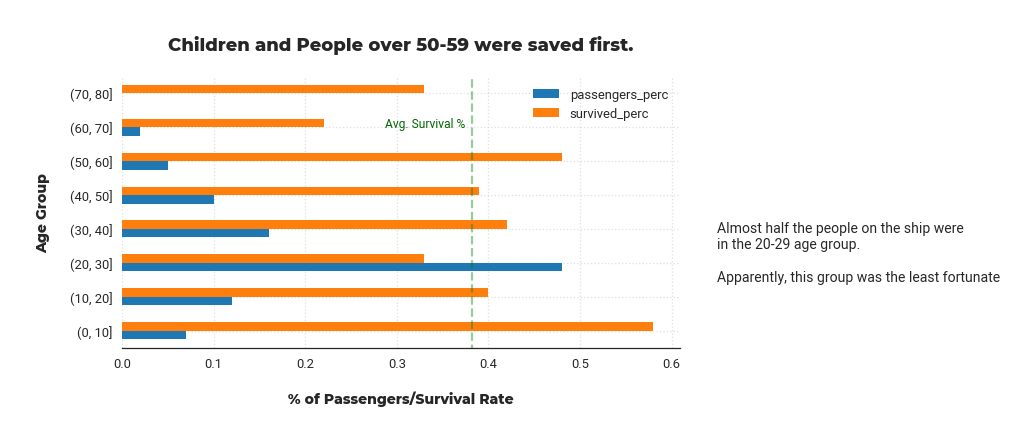 Children and People over 50-59 were saved first.
(70, 80]
passengers_perc
survived_perc
Avg. Survival %
(60, 70]
(50, 60]
(40, 50]
(30, 40]
(20, 30]
(10, 20]
(0, 10]
Age Group
0.0 0.1 0.2 0.3 0.4 0.5 0.6
% of Passengers/Survival Rate
Almost half the people on the ship were
in the 20-29 age group.
Apparently, this group was the least fortunate